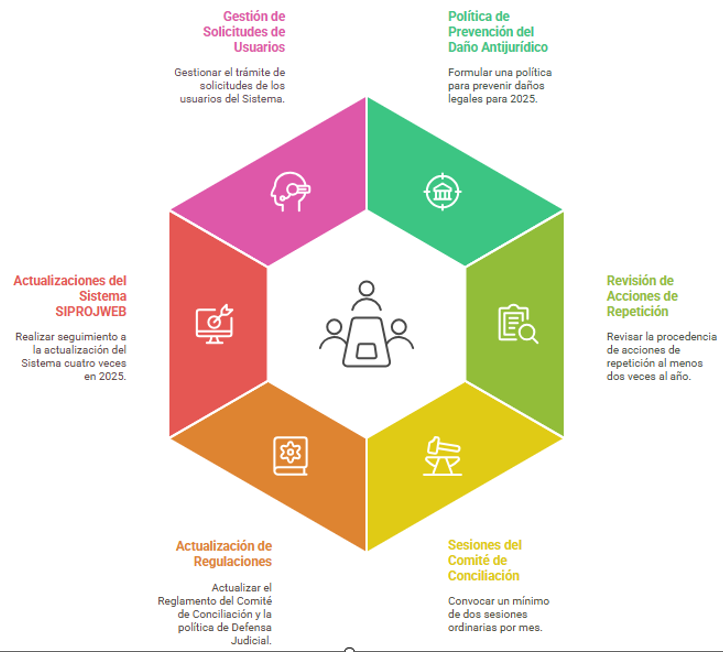 Gestión de
Solicitudes de
Usuarios
Gestionar el trámite de
solicitudes de los
usuarios del Sistema.
Política de
Prevención del
Daño Antijurídico
Formular una política
para prevenir daños
legales para 2025.
Actualizaciones del
Sistema
SIPROJWEB
Realizar seguimiento a
la actualización del
Sistema cuatro veces
en 2025.
Revisión de
Acciones de
Repetición
Revisar la procedencia
de acciones de
repetición al menos
dos veces al año.
Actualización de
Regulaciones
Actualizar el
Reglamento del Comité
de Conciliación y la
política de Defensa
Judicial.
Sesiones del
Comité de
Conciliación
Convocar un mínimo
de dos sesiones
ordinarias por mes.